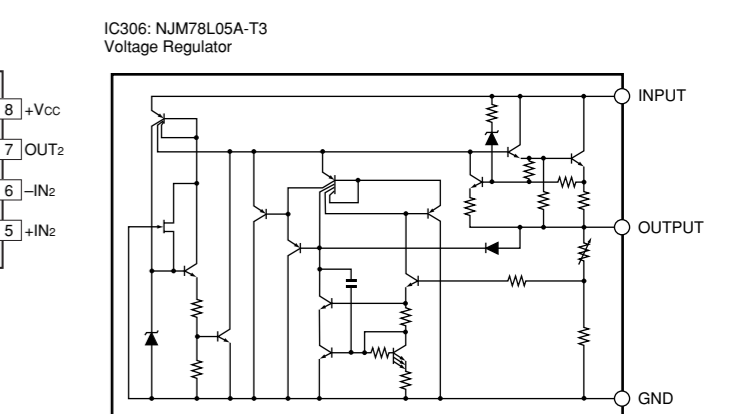 IC306: NJM78L05A-T3
Voltage Regulator
8 +VCC
7 OUT2
6 –IN2
5 +IN2
INPUT
OUTPUT
GND